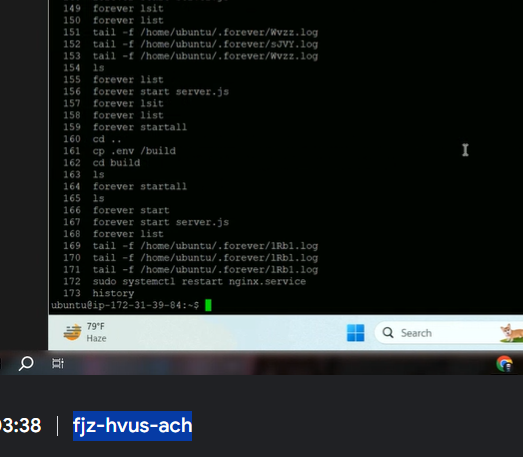 149 forever lsit
150 forever list
151 tail -f /home/ubuntu/.forever/Wvzz.log
152 tail -f /home/ubuntu/.forever/sJVY.log
153 tail -f /home/ubuntu/.forever/Wvzz.log
154 ls
155 forever list
156 forever start server.js
157 forever lsit
158 forever list
159 forever startall
160 cd ..
161 cp .env /build
162 cd build
163 ls
164 forever startall
165 ls
166 forever start
167 forever start server.js
168 forever list
169 tail -f /home/ubuntu/.forever/1Rb1.log
170 tail -f /home/ubuntu/.forever/1Rb1.log
171 tail -f /home/ubuntu/.forever/1Rb1.log
172 sudo systemctl restart nginx.service
173 history
ubuntu@ip-172-31-39-84:~$
79°F
Haze
Search
3:38 | fjz-hvus-ach